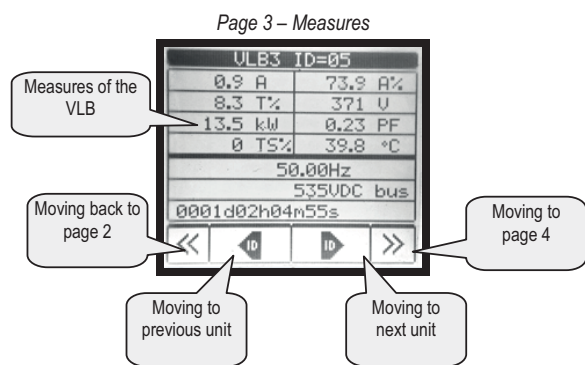 Page 3 – Measures
VLB3 ID=05
Measures of the
VLB
0.9 A 73.9 A%
8.3 T% 371 V
13.5 kW 0.23 PF
0 TS% 39.8 °C
50.00Hz
535VDC bus
0001d02h04m55s
Moving back to
page 2
Moving to
page 4
<< ID ID >>
Moving to
previous unit
Moving to
next unit